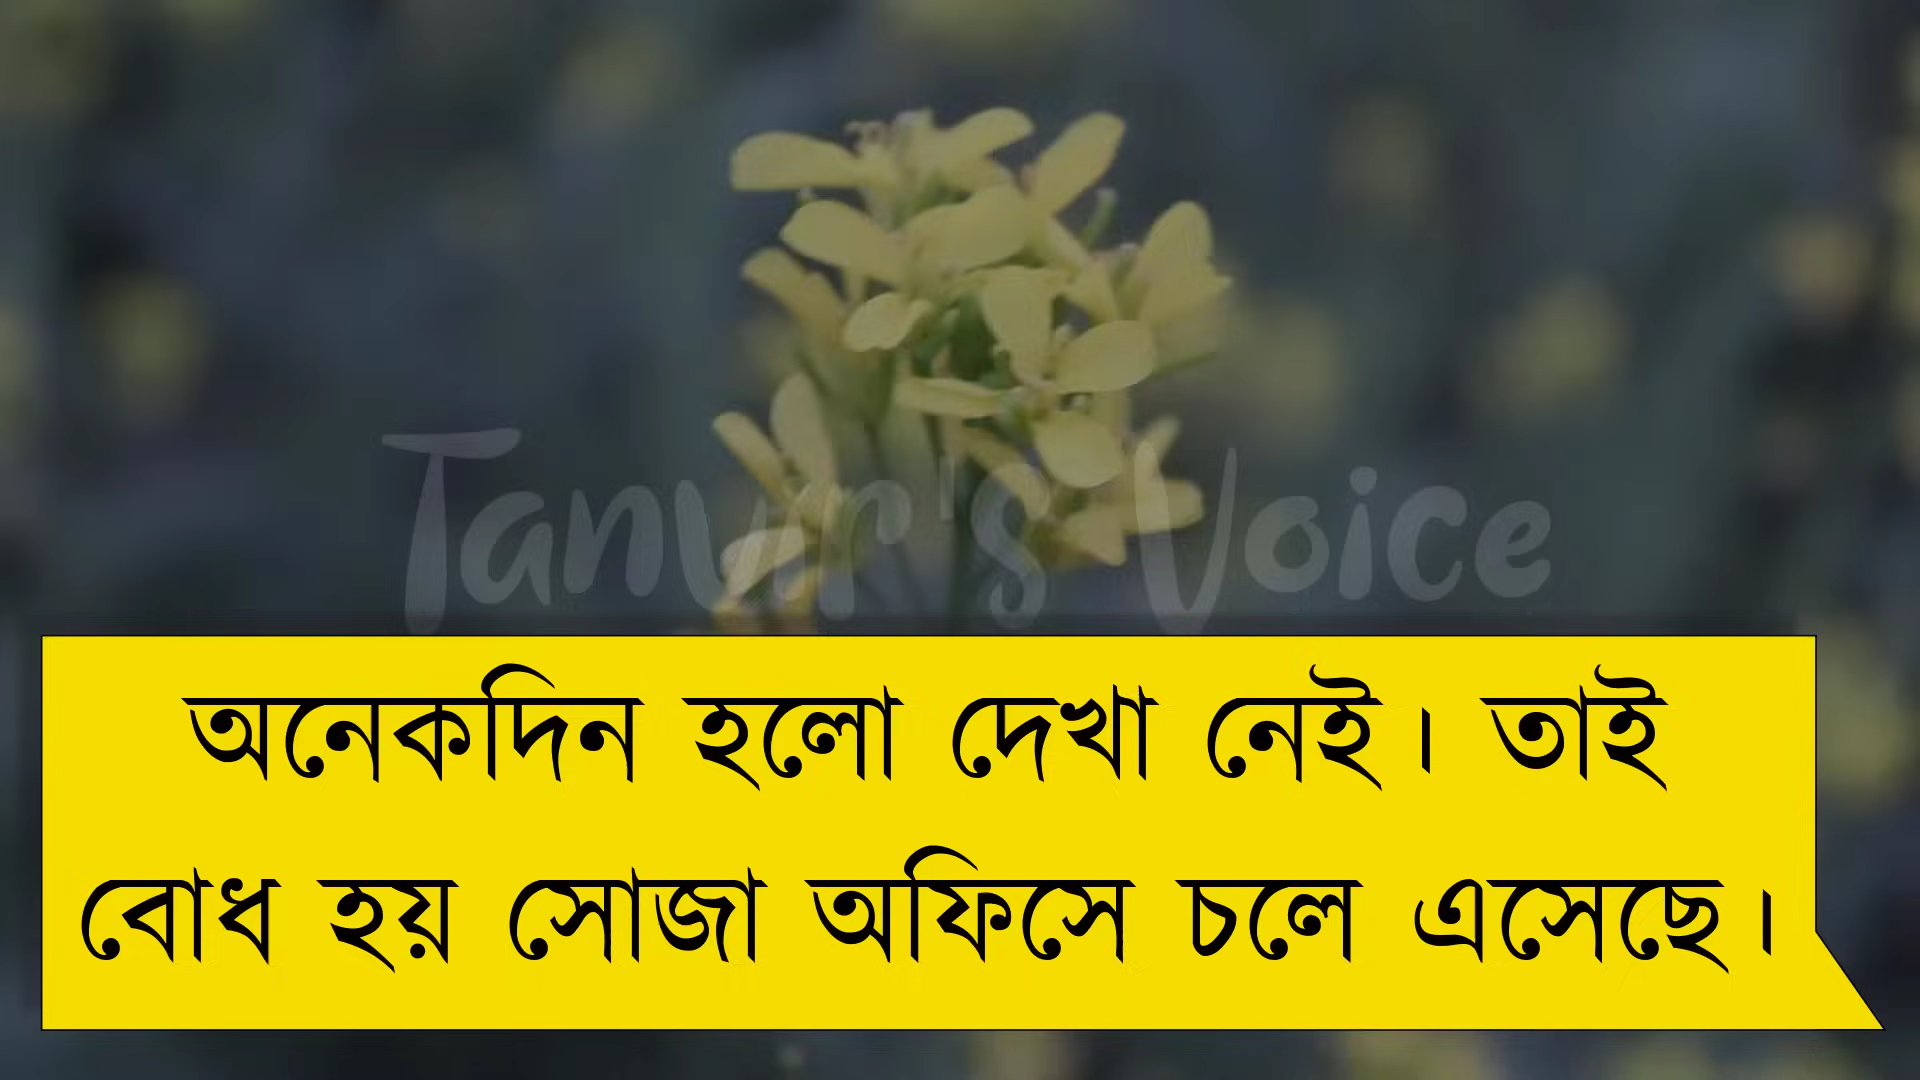 Tanvir's Voice
অনেকদিন হলো দেখা নেই। তাই
বোধ হয় সোজা অফিসে চলে এসেছে।